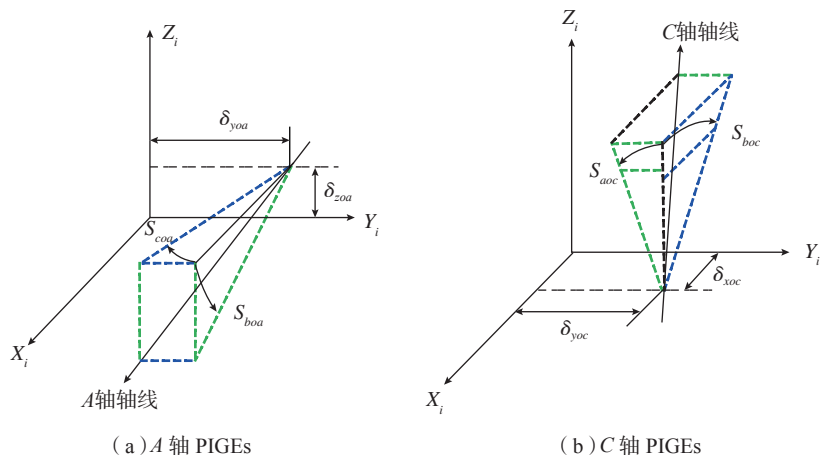 Z_i
δ_yoa
δ_zoa
S_coa
Y_i
S_boa
X_i
A轴轴线
(a)A 轴 PIGEs
Z_i
C轴轴线
S_boc
S_aoc
Y_i
δ_xoc
δ_yoc
X_i
(b)C 轴 PIGEs